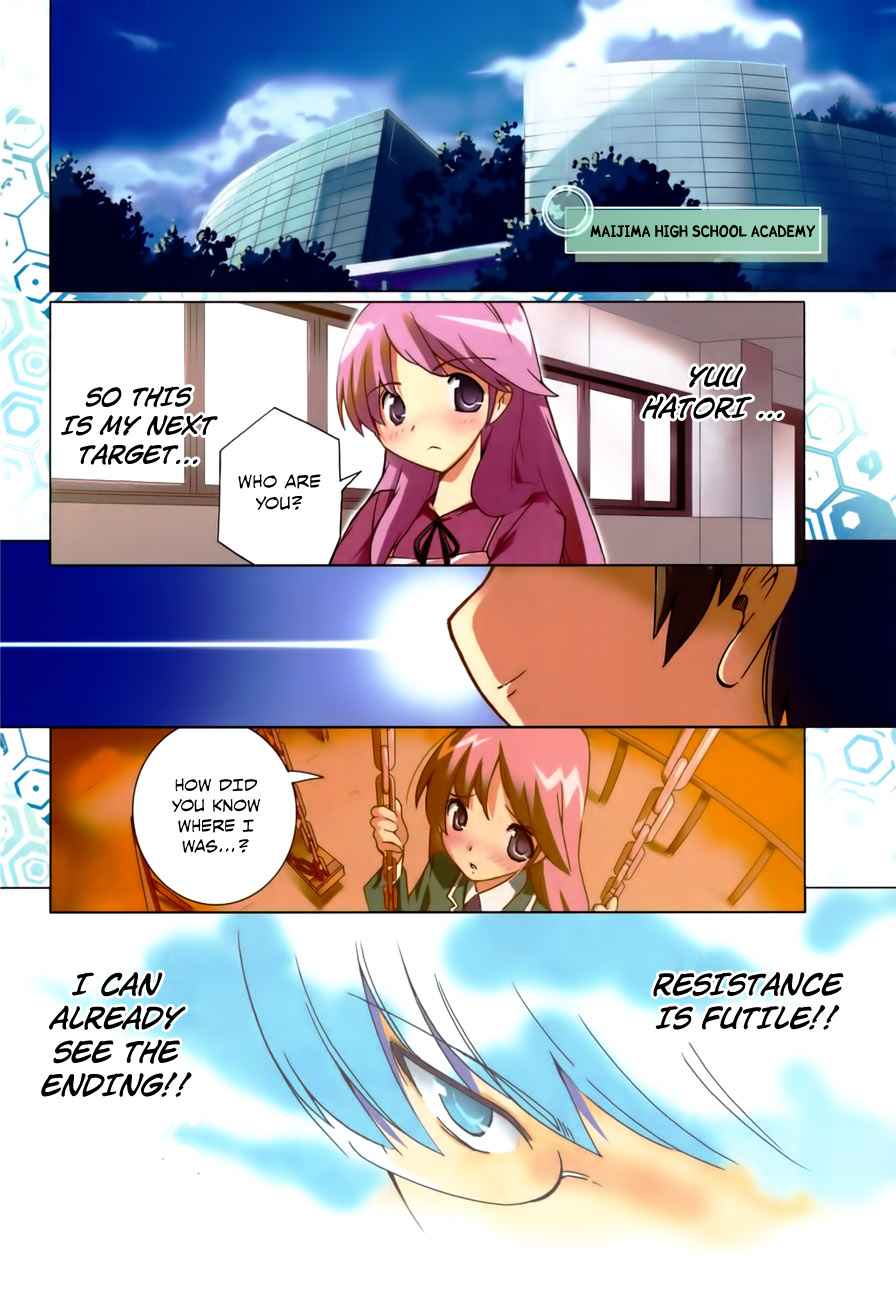 MAIJIMA HIGH SCHOOL ACADEMY
YUU
HATORI ...
SO THIS
IS MY NEXT
TARGET...
WHO ARE
YOU?
HOW DID
YOU KNOW
WHERE I
WAS...?
RESISTANCE
IS FUTILE!!
I CAN
ALREADY
SEE THE
ENDING!!